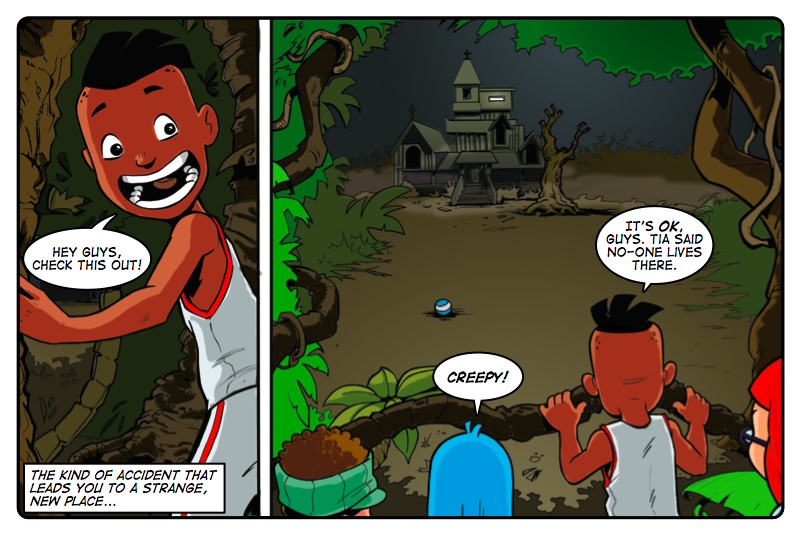 HEY GUYS,
CHECK THIS OUT!
THE KIND OF ACCIDENT THAT
LEADS YOU TO A STRANGE,
NEW PLACE...
IT'S OK,
GUYS. TIA SAID
NO-ONE LIVES
THERE.
CREEPY!